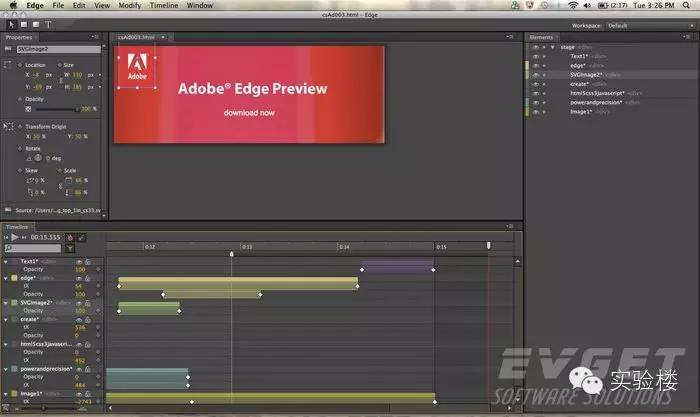 Edge File Edit View Modify Timeline Window
(2:17) Tue 3:26 PM
csAd003.html - Edge
Workspace: Default
Properties
csAd003.html*
Elements
SVGImage2
Location Size
X: -4 px W: 110 px
Y: -69 px H: 185 px
Opacity
100 %
Transform Origin
X: 50 % Y: 50 %
Rotate
0 deg
Skew Scale
0 % 66 %
0 % 66 %
Adobe
Adobe® Edge Preview
download now
stage <div>
Text1* <div>
edge* <div>
SVGImage2* <div>
create* <div>
html5css3javascript* <div>
powerandprecision* <div>
Image1* <div>
Timeline
00:15.555
0:12 0:13 0:14 0:15
Text1* <div>
Opacity 100
edge* <div>
tX 54
Opacity 100
SVGImage2* <div>
Opacity 100
create* <div>
tX 536
Opacity 0
html5css3javascript*
Opacity 0
tX 492
powerandprecision*
Opacity 0
tX 484
Image1* <div>
tX -2743
EVGET
SOFTWARE SOLUTIONS
实验楼